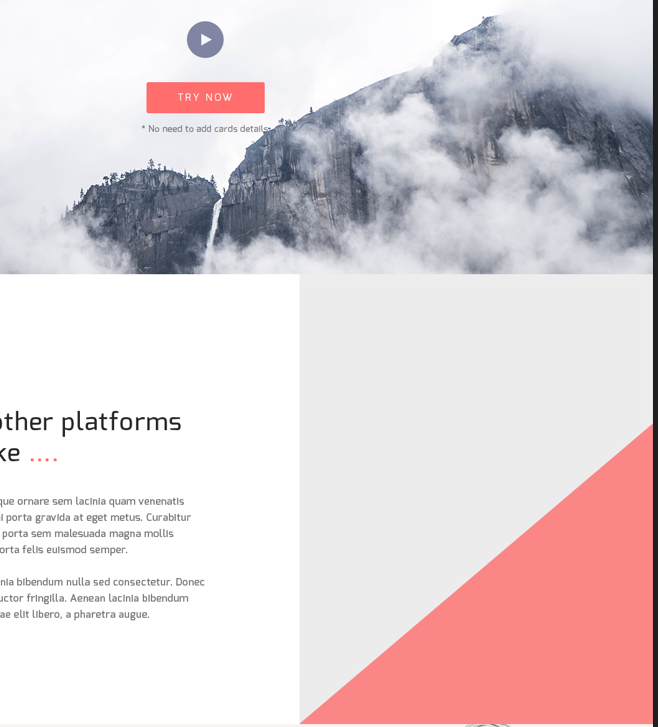 TRY NOW
* No need to add cards details
other platforms
ke ....
que ornare sem lacinia quam venenatis
i porta gravida at eget metus. Curabitur
porta sem malesuada magna mollis
orta felis euismod semper.
nia bibendum nulla sed consectetur. Donec
uctor fringilla. Aenean lacinia bibendum
ae elit libero, a pharetra augue.